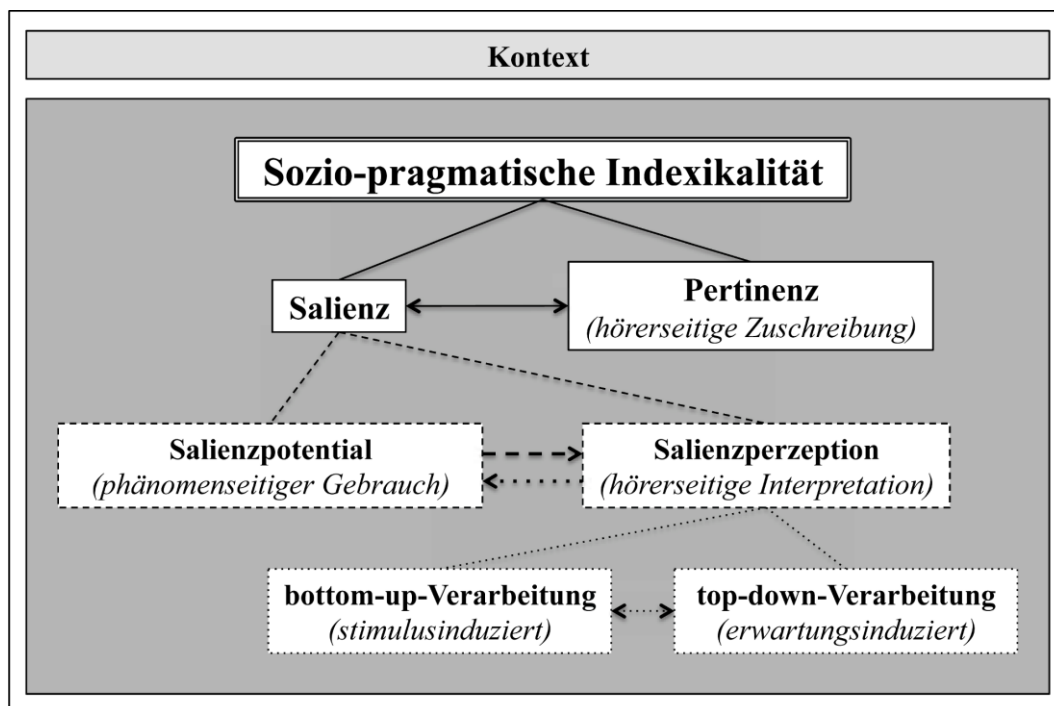 Kontext
Sozio-pragmatische Indexikalität
Salienz
Pertinenz
(hörerseitige Zuschreibung)
Salienzpotential
(phänomenseitiger Gebrauch)
Salienzperzeption
(hörerseitige Interpretation)
bottom-up-Verarbeitung
(stimulusinduziert)
top-down-Verarbeitung
(erwartungsinduziert)